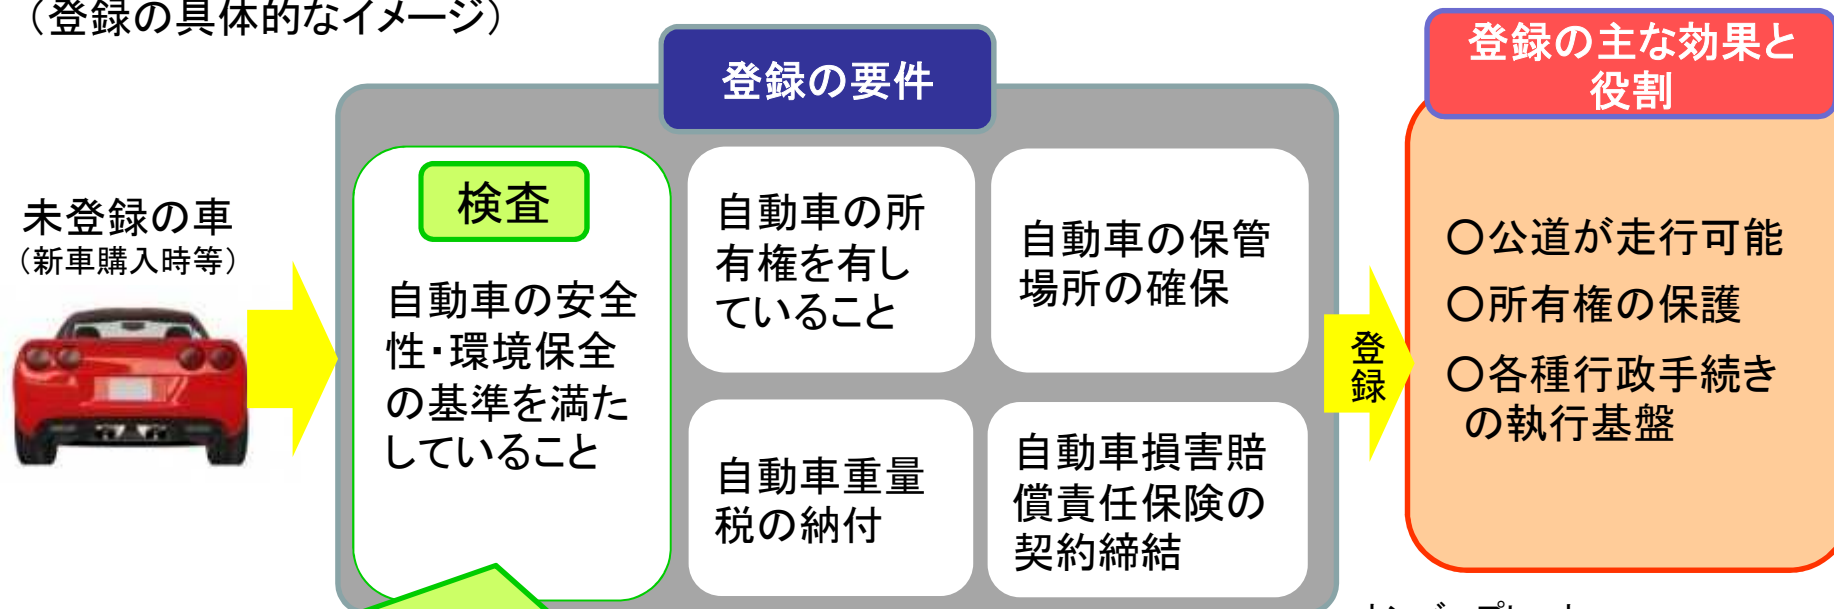 （登録の具体的なイメージ）
登録の要件
登録の主な効果と
役割
未登録の車
（新車購入時等）
検査
自動車の安全
性・環境保全
の基準を満た
していること
自動車の所
有権を有し
ていること
自動車の保管
場所の確保
自動車重量
税の納付
自動車損害賠
償責任保険の
契約締結
登録
○公道が走行可能
○所有権の保護
○各種行政手続き
の執行基盤